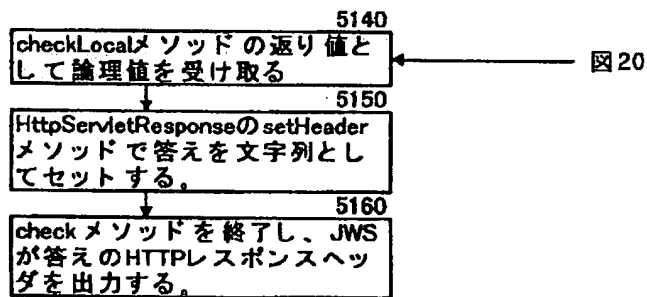 5140
checkLocalメソッドの返り値と
して論理値を受け取る
図20
5150
HttpServletResponseのsetHeader
メソッドで答えを文字列とし
てセットする。
5160
checkメソッドを終了し、JWS
が答えのHTTPレスポンスヘッ
ダを出力する。